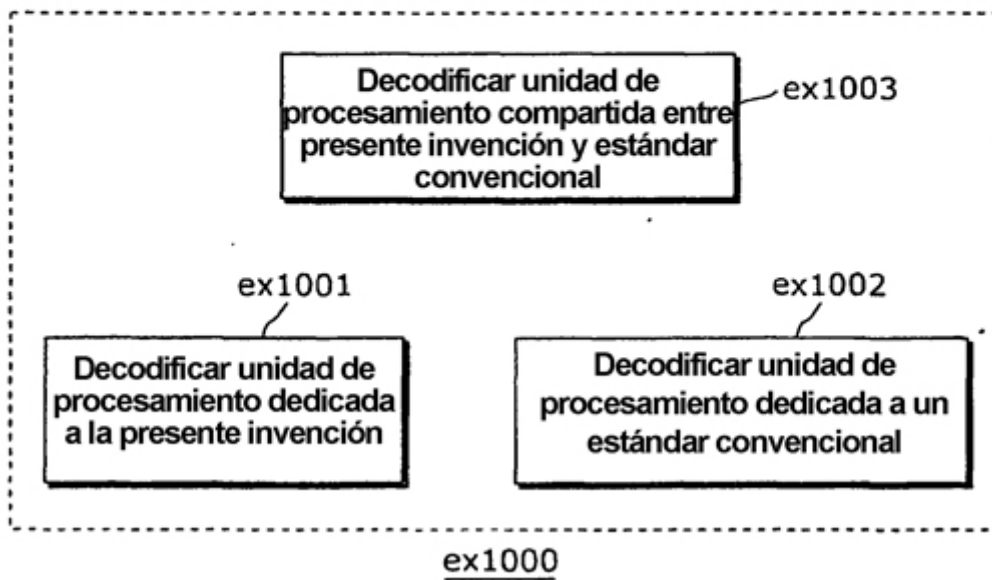 Decodificar unidad de
procesamiento compartida entre
presente invención y estándar
convencional
ex1003
ex1001
Decodificar unidad de
procesamiento dedicada
a la presente invención
ex1002
Decodificar unidad de
procesamiento dedicada a un
estándar convencional
ex1000